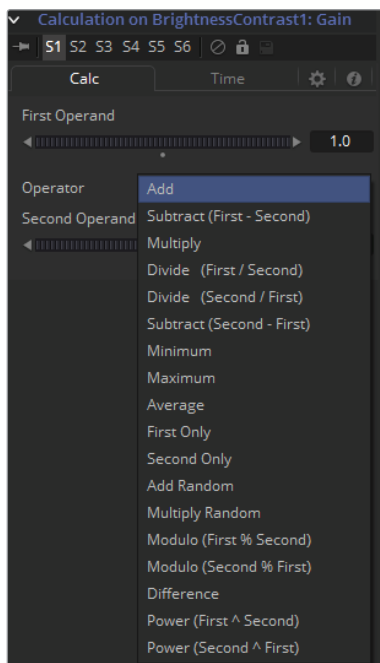 Calculation on BrightnessContrast1: Gain
S1 S2 S3 S4 S5 S6
Calc Time
First Operand
1.0
Operator Add
Subtract (First - Second)
Second Operand
Multiply
Divide (First / Second)
Divide (Second / First)
Subtract (Second - First)
Minimum
Maximum
Average
First Only
Second Only
Add Random
Multiply Random
Modulo (First % Second)
Modulo (Second % First)
Difference
Power (First ^ Second)
Power (Second ^ First)